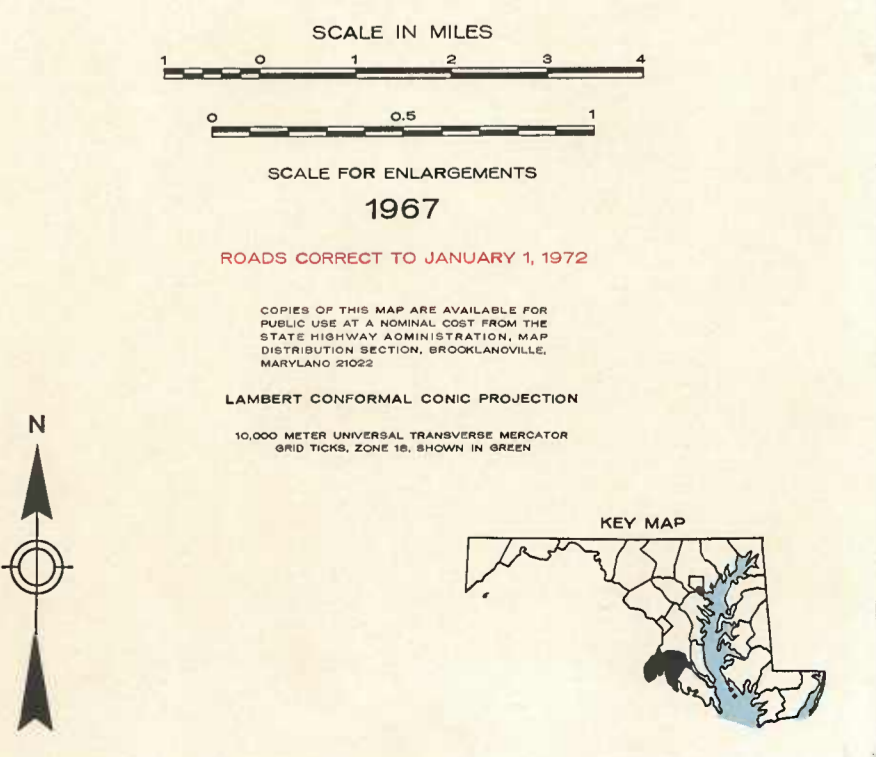 SCALE IN MILES
1 0 1 2 3 4
0 0.5 1
SCALE FOR ENLARGEMENTS
1967
ROADS CORRECT TO JANUARY 1, 1972
COPIES OF THIS MAP ARE AVAILABLE FOR
PUBLIC USE AT A NOMINAL COST FROM THE
STATE HIGHWAY AOMINISTRATION, MAP
DISTRIBUTION SECTION, BROOKLANOVILLE,
MARYLANO 21022
LAMBERT CONFORMAL CONIC PROJECTION
10,000 METER UNIVERSAL TRANSVERSE MERCATOR
GRID TICKS, ZONE 18, SHOWN IN GREEN
N
KEY MAP